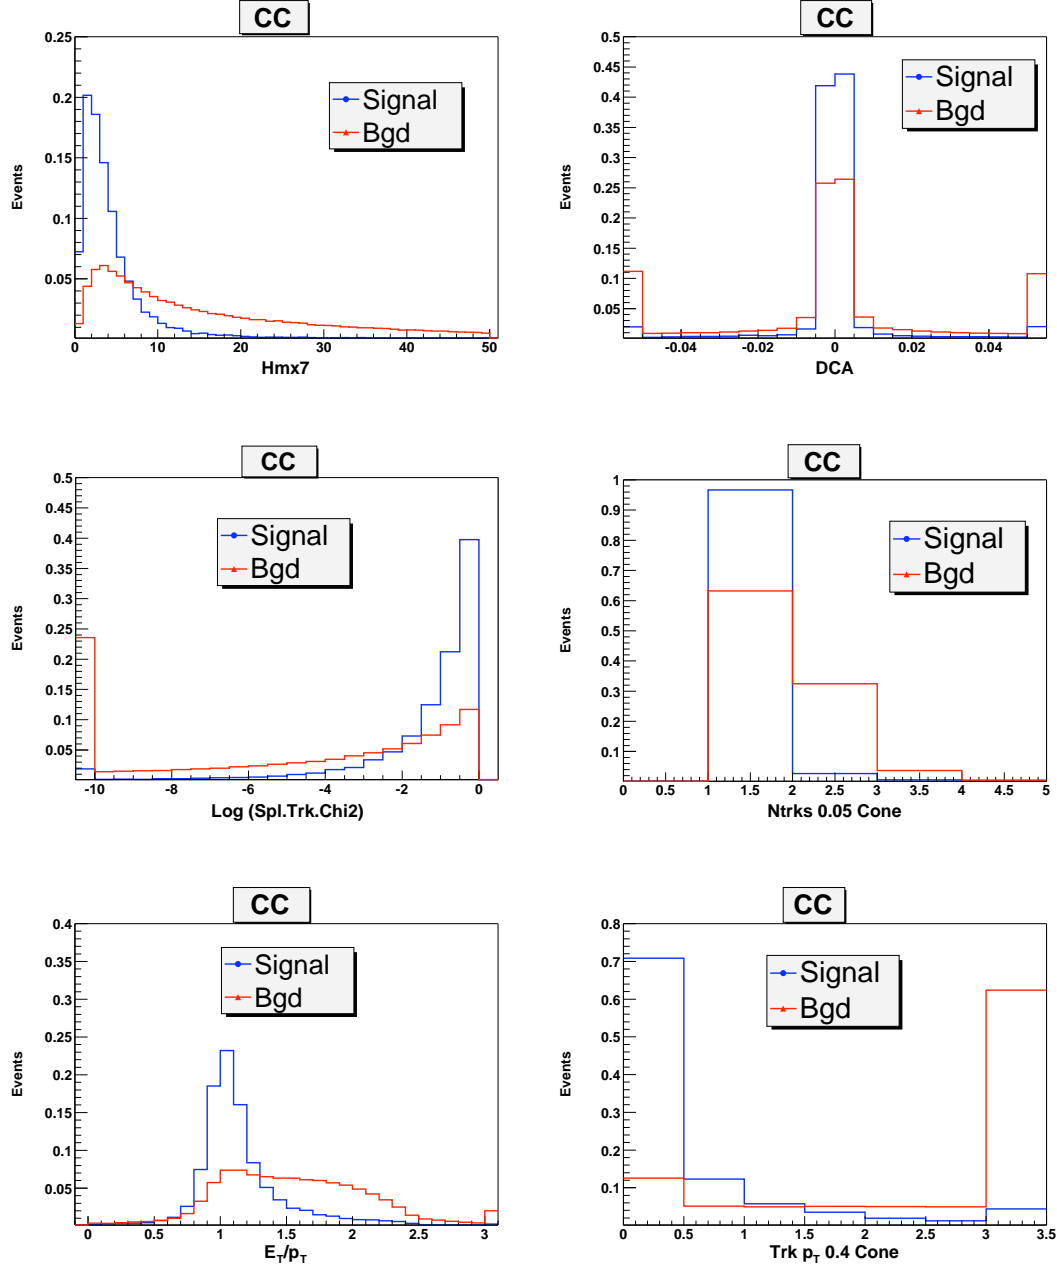 CC
0.25
0.2
0.15
0.1
0.05
Events
Signal
Bgd
0 10 20 30 40 50
Hmx7
CC
0.5
0.45
0.4
0.35
0.3
0.25
0.2
0.15
0.1
0.05
Events
Signal
Bgd
-0.04 -0.02 0 0.02 0.04
DCA
CC
0.5
0.45
0.4
0.35
0.3
0.25
0.2
0.15
0.1
0.05
Events
Signal
Bgd
-10 -8 -6 -4 -2 0
Log (Spl.Trk.Chi2)
CC
1
0.9
0.8
0.7
0.6
0.5
0.4
0.3
0.2
0.1
Events
Signal
Bgd
0 0.5 1 1.5 2 2.5 3 3.5 4 4.5 5
Ntrks 0.05 Cone
CC
0.4
0.35
0.3
0.25
0.2
0.15
0.1
0.05
Events
Signal
Bgd
0 0.5 1 1.5 2 2.5 3
E_T/p_T
CC
0.8
0.7
0.6
0.5
0.4
0.3
0.2
0.1
Events
Signal
Bgd
0 0.5 1 1.5 2 2.5 3 3.5
Trk p_T 0.4 Cone